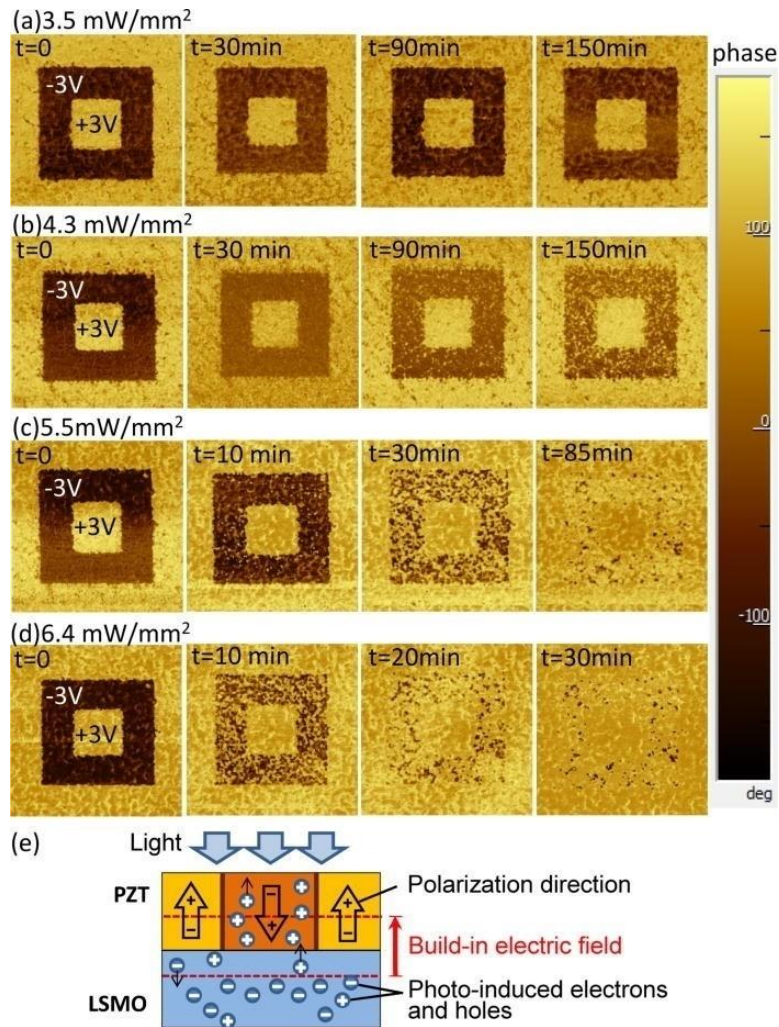 (a)3.5 mW/mm²
t=0 t=30min t=90min t=150min phase
-3V
+3V
100
(b)4.3 mW/mm²
t=0 t=30 min t=90min t=150min
-3V
+3V
0
(c)5.5mW/mm²
t=0 t=10 min t=30min t=85min
-3V
+3V
-100
(d)6.4 mW/mm²
t=0 t=10 min t=20min t=30min
-3V
+3V
deg
(e) Light
PZT
Polarization direction
Build-in electric field
LSMO
Photo-induced electrons
and holes